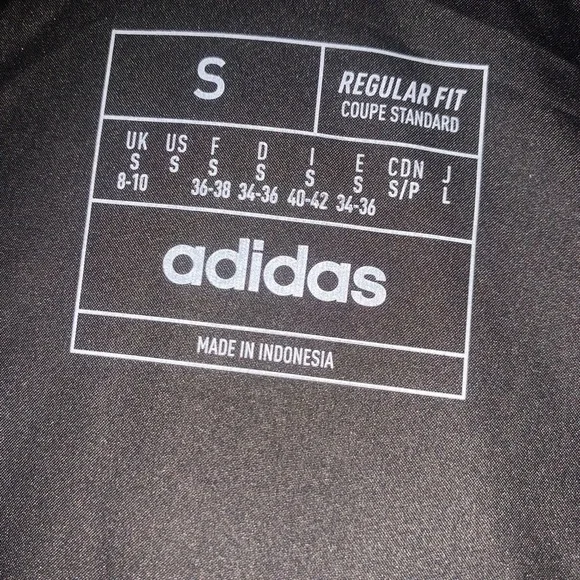 S
REGULAR FIT
COUPE STANDARD
UK US F D I E CDN J
S S S S S S S/P L
8-10 36-38 34-36 40-42 34-36
adidas
MADE IN INDONESIA